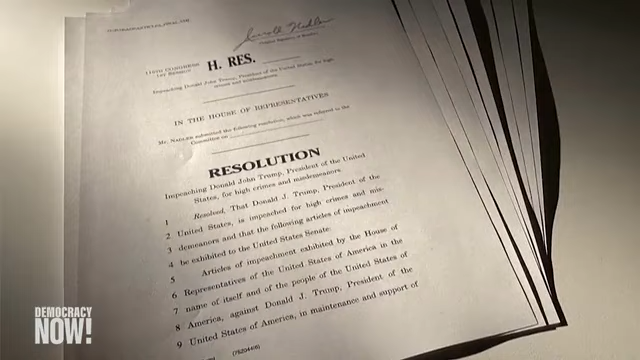 Jerrold Nadler
116TH CONGRESS
1ST SESSION
H. RES.
Impeaching Donald John Trump, President of the United States, for high
crimes and misdemeanors.
IN THE HOUSE OF REPRESENTATIVES
Mr. NADLER submitted the following resolution; which was referred to the
Committee on
RESOLUTION
Impeaching Donald John Trump, President of the United
States, for high crimes and misdemeanors.
1 Resolved, That Donald J. Trump, President of the
2 United States, is impeached for high crimes and mis-
3 demeanors and that the following articles of impeachment
4 be exhibited to the United States Senate:
5 Articles of impeachment exhibited by the House of
6 Representatives of the United States of America in the
7 name of itself and of the people of the United States of
8 America, against Donald J. Trump, President of the
9 United States of America, in maintenance and support of
DEMOCRACY
NOW!